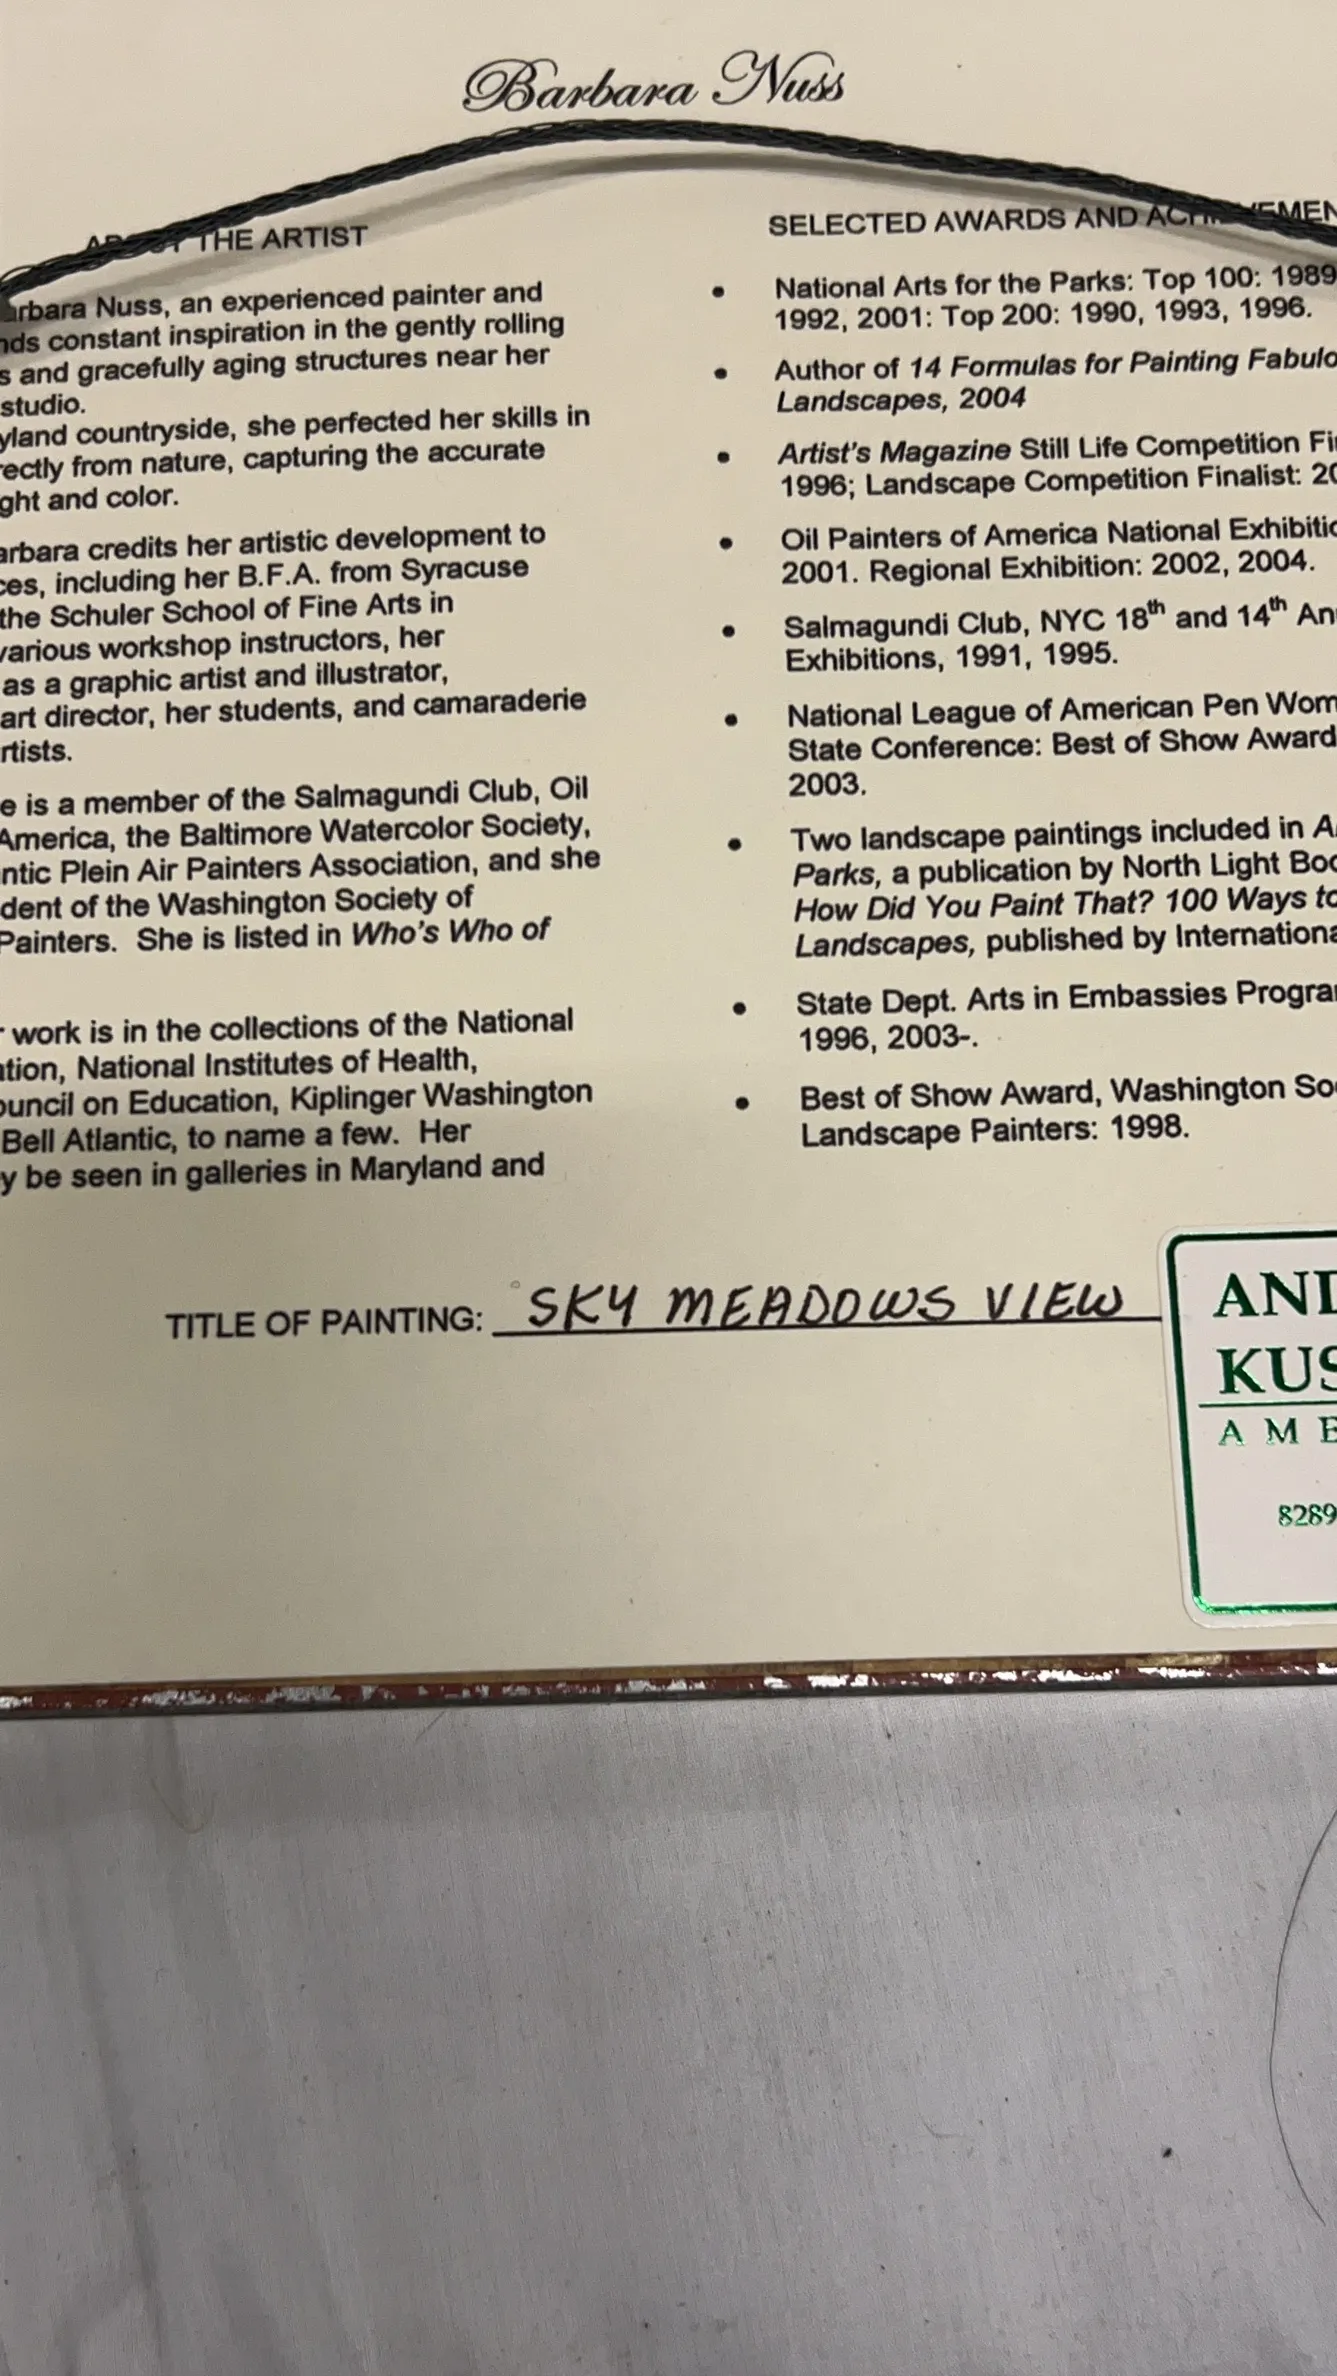 Barbara Nuss
THE ARTIST
Barbara Nuss, an experienced painter and
constant inspiration in the gently rolling
and gracefully aging structures near her
studio.
countryside, she perfected her skills in
from nature, capturing the accurate
and color.
Barbara credits her artistic development to
including her B.F.A. from Syracuse
the Schuler School of Fine Arts in
various workshop instructors, her
as a graphic artist and illustrator,
art director, her students, and camaraderie
is a member of the Salmagundi Club, Oil
America, the Baltimore Watercolor Society,
Plein Air Painters Association, and she
of the Washington Society of
Painters. She is listed in Who's Who of
work is in the collections of the National
National Institutes of Health,
on Education, Kiplinger Washington
Bell Atlantic, to name a few. Her
be seen in galleries in Maryland and
SELECTED AWARDS AND
• National Arts for the Parks: Top 100: 1989
1992, 2001: Top 200: 1990, 1993, 1996.
• Author of 14 Formulas for Painting
Landscapes, 2004
• Artist's Magazine Still Life Competition
1996; Landscape Competition Finalist:
• Oil Painters of America National
2001. Regional Exhibition: 2002, 2004.
• Salmagundi Club, NYC 18th and 14th
Exhibitions, 1991, 1995.
• National League of American Pen
State Conference: Best of Show Award
2003.
• Two landscape paintings included in
Parks, a publication by North Light
How Did You Paint That? 100 Ways to
Landscapes, published by
• State Dept. Arts in Embassies
1996, 2003-.
• Best of Show Award, Washington
Landscape Painters: 1998.
TITLE OF PAINTING: SKY MEADOWS VIEW
8289